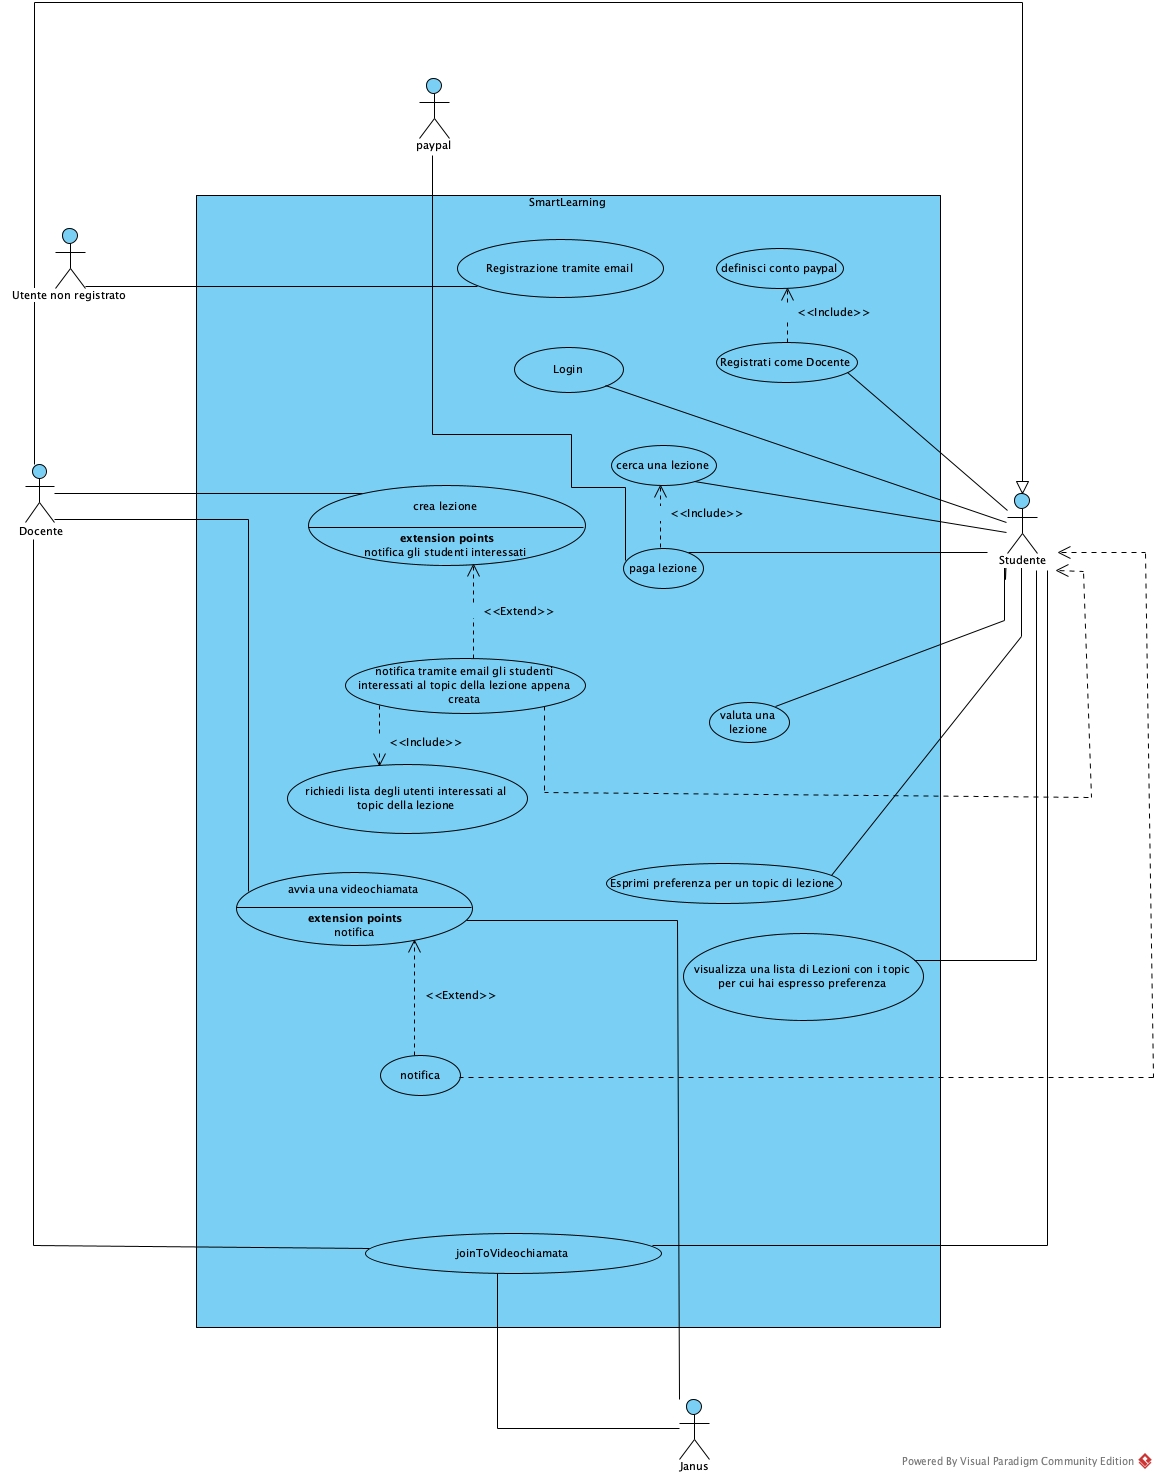 paypal
SmartLearning
Utente non registrato
Registrazione tramite email
definisci conto paypal
<<Include>>
Registrati come Docente
Login
cerca una lezione
<<Include>>
paga lezione
Docente
crea lezione
extension points
notifica gli studenti interessati
Studente
<<Extend>>
notifica tramite email gli studenti
interessati al topic della lezione appena
creata
valuta una
lezione
<<Include>>
richiedi lista degli utenti interessati al
topic della lezione
Esprimi preferenza per un topic di lezione
avvia una videochiamata
extension points
notifica
visualizza una lista di Lezioni con i topic
per cui hai espresso preferenza
<<Extend>>
notifica
joinToVideochiamata
Janus
Powered By Visual Paradigm Community Edition